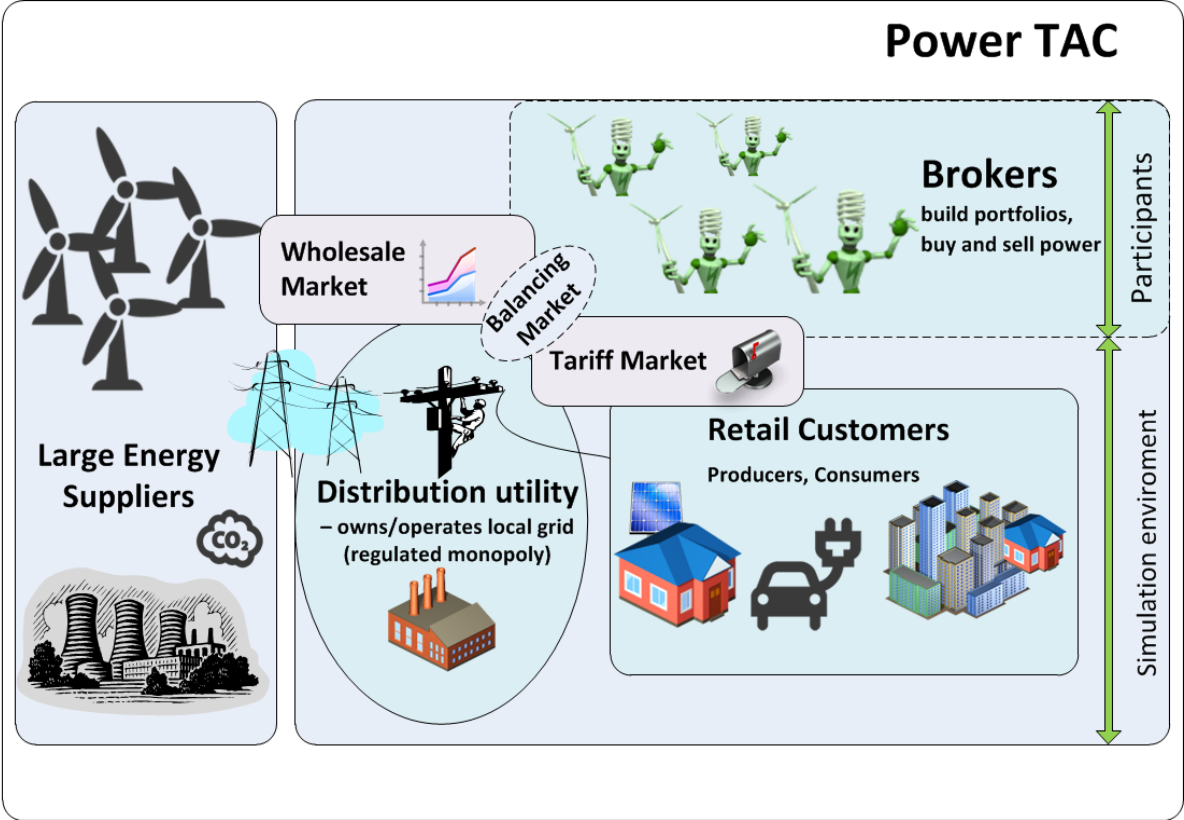 Power TAC
Brokers
build portfolios,
buy and sell power
Participants
Wholesale
Market
Balancing
Market
Tariff Market
Large Energy
Suppliers
CO₂
Distribution utility
– owns/operates local grid
(regulated monopoly)
Retail Customers
Producers, Consumers
Simulation enviroment